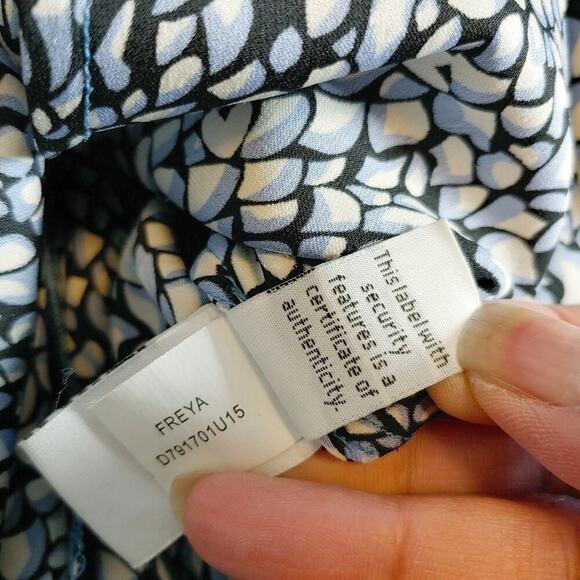 FREYA
D791701U15
This label with
security
features is a
certificate of
authenticity.